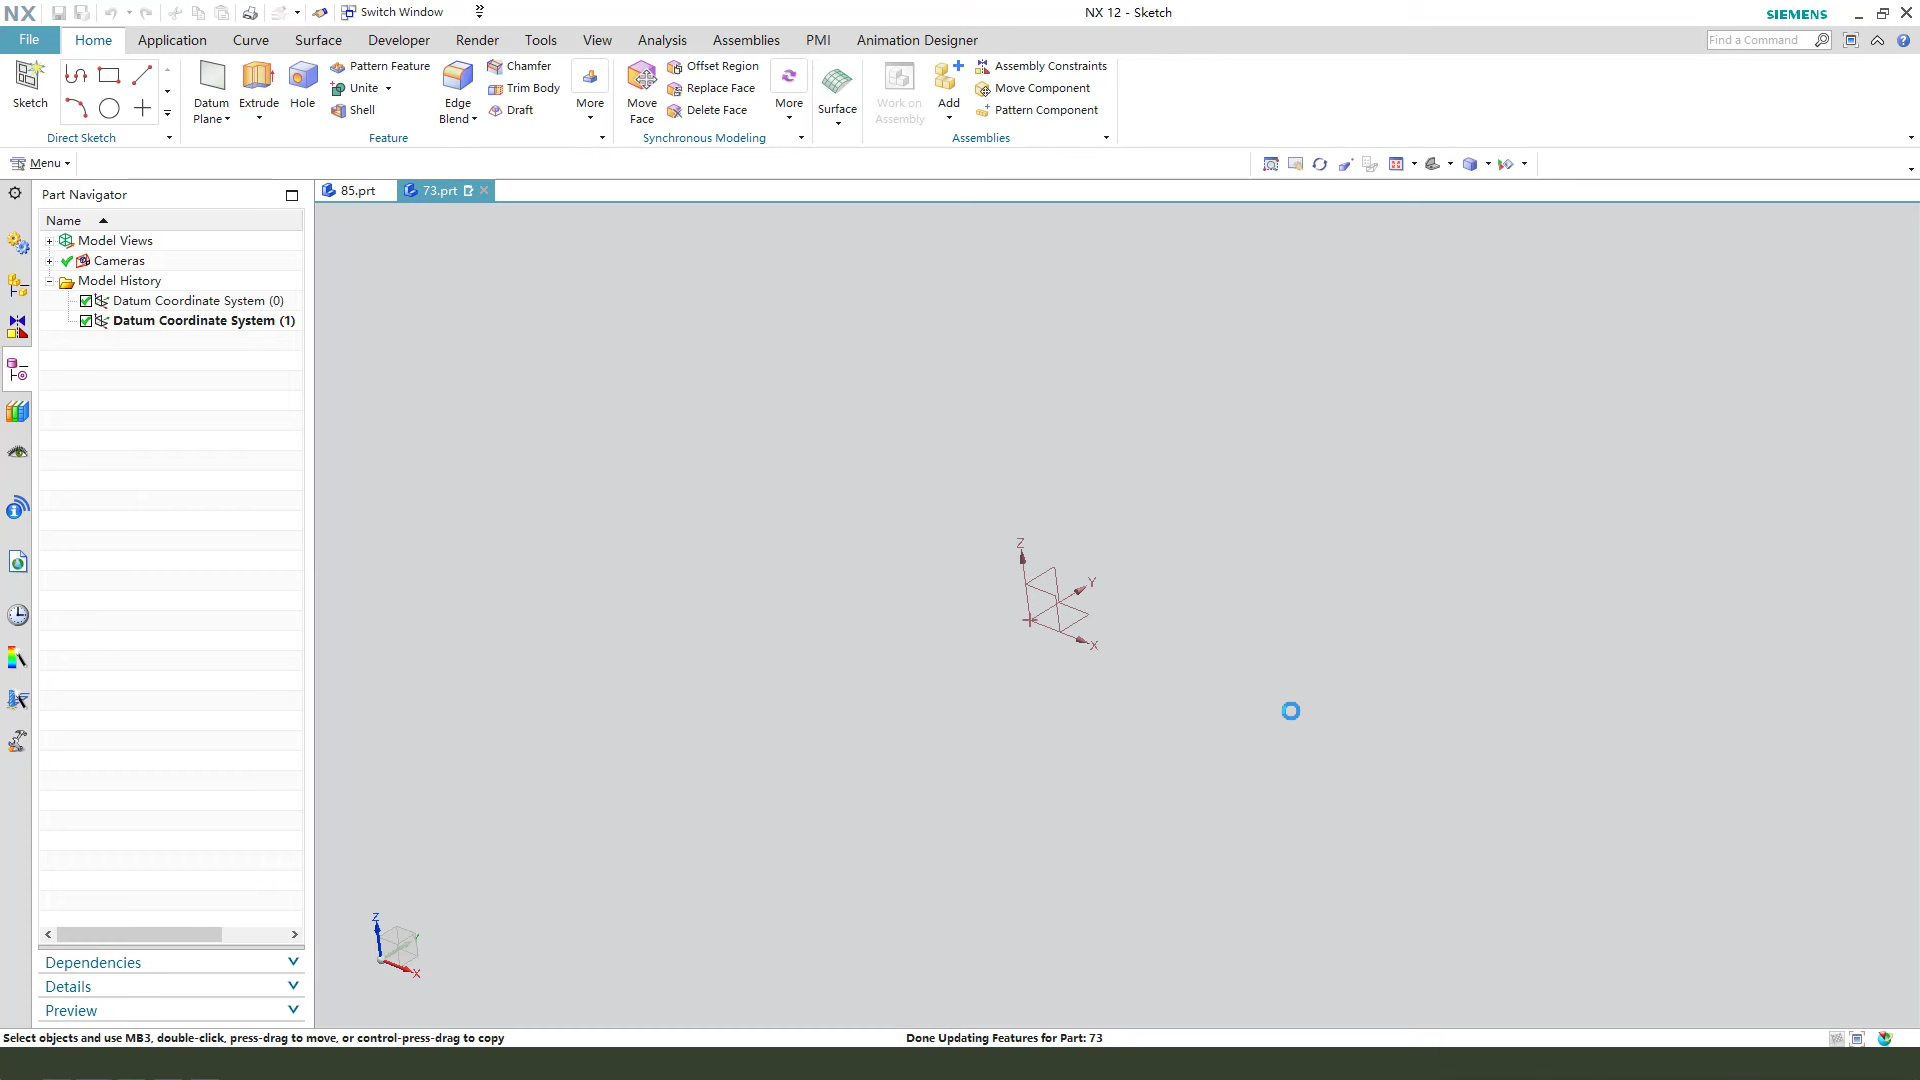 NX
Switch Window
NX 12 - Sketch
SIEMENS
File
Home
Application
Curve
Surface
Developer
Render
Tools
View
Analysis
Assemblies
PMI
Animation Designer
Find a Command
Sketch
Direct Sketch
Datum
Plane
Extrude
Hole
Pattern Feature
Unite
Shell
Edge
Blend
Chamfer
Trim Body
Draft
More
Feature
Move
Face
Offset Region
Replace Face
Delete Face
More
Synchronous Modeling
Surface
Work on
Assembly
Add
Assembly Constraints
Move Component
Pattern Component
Assemblies
Menu
Part Navigator
85.prt
73.prt
Name
Model Views
Cameras
Model History
Datum Coordinate System (0)
Datum Coordinate System (1)
Z
Y
X
Z
Y
X
Dependencies
Details
Preview
Select objects and use MB3, double-click, press-drag to move, or control-press-drag to copy
Done Updating Features for Part: 73